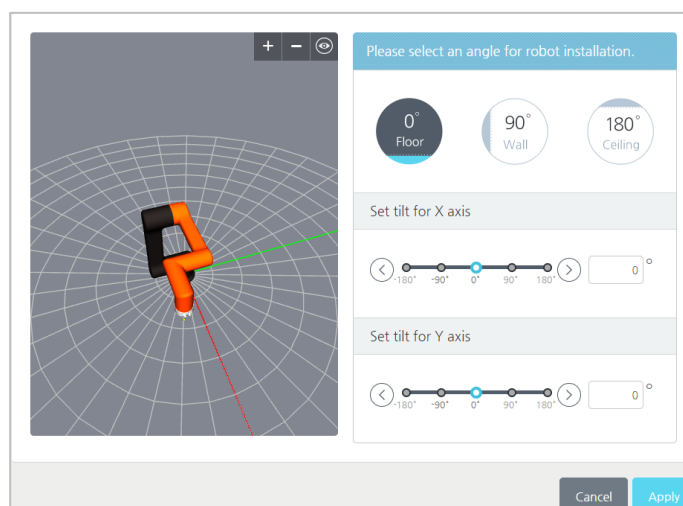 + −
Please select an angle for robot installation.
0°
Floor
90°
Wall
180°
Ceiling
Set tilt for X axis
-180° -90° 0° 90° 180°
0 °
Set tilt for Y axis
-180° -90° 0° 90° 180°
0 °
Cancel Apply